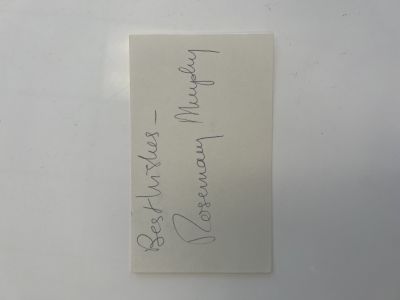 Best Wishes –
Rosemary Murphy